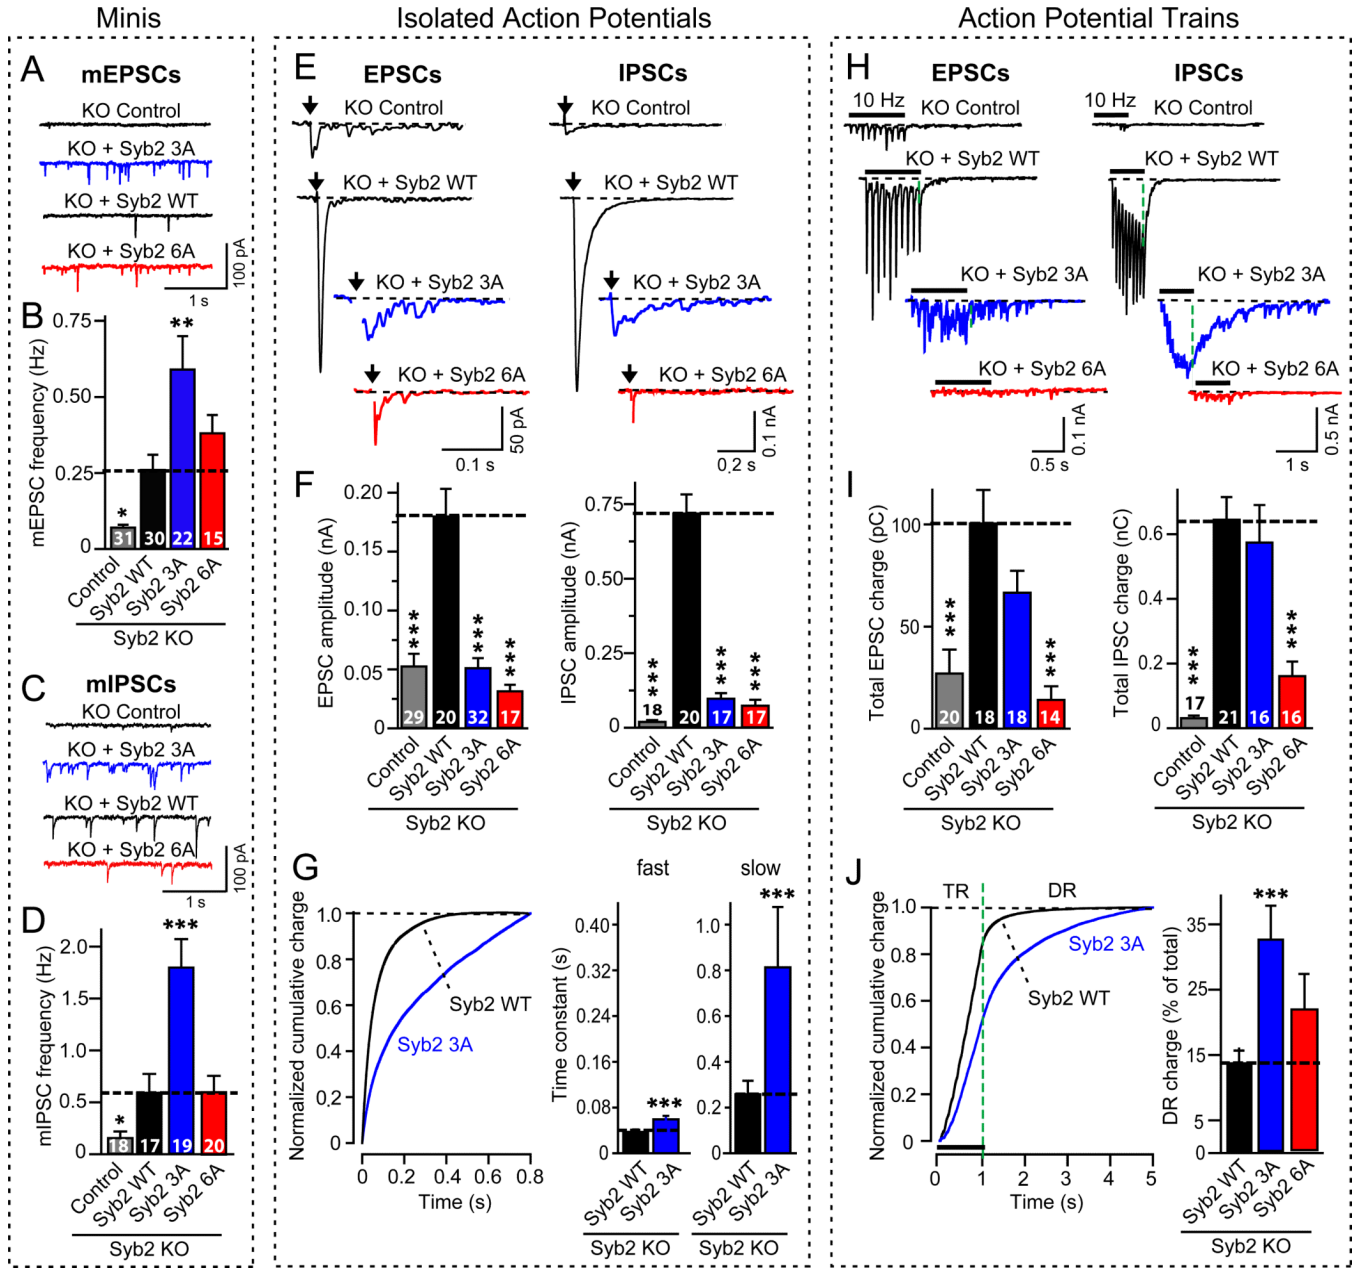 Minis
Isolated Action Potentials
Action Potential Trains
A
mEPSCs
KO Control
KO + Syb2 3A
KO + Syb2 WT
KO + Syb2 6A
100 pA
1 s
B
mEPSC frequency (Hz)
0.75
0.50
0.25
0
*
**
31
30
22
15
Control
Syb2 WT
Syb2 3A
Syb2 6A
Syb2 KO
C
mIPSCs
KO Control
KO + Syb2 3A
KO + Syb2 WT
KO + Syb2 6A
100 pA
1 s
D
mIPSC frequency (Hz)
2.0
1.5
1.0
0.5
0
*
***
18
17
19
20
Control
Syb2 WT
Syb2 3A
Syb2 6A
Syb2 KO
E
EPSCs
IPSCs
KO Control
KO Control
KO + Syb2 WT
KO + Syb2 WT
KO + Syb2 3A
KO + Syb2 3A
KO + Syb2 6A
KO + Syb2 6A
50 pA
0.1 s
0.1 nA
0.2 s
F
EPSC amplitude (nA)
0.20
0.15
0.10
0.05
0
***
***
***
29
20
32
17
Control
Syb2 WT
Syb2 3A
Syb2 6A
Syb2 KO
IPSC amplitude (nA)
0.75
0.50
0.25
0
***
***
***
18
20
17
17
Control
Syb2 WT
Syb2 3A
Syb2 6A
Syb2 KO
G
Normalized cumulative charge
1.0
0.8
0.6
0.4
0.2
0
Syb2 WT
Syb2 3A
0
0.2
0.4
0.6
0.8
Time (s)
fast
slow
Time constant (s)
0.40
0.32
0.24
0.16
0.08
0
***
Syb2 WT
Syb2 3A
Syb2 KO
1.0
0.8
0.6
0.4
0.2
0
***
Syb2 WT
Syb2 3A
Syb2 KO
H
EPSCs
IPSCs
10 Hz
KO Control
10 Hz
KO Control
KO + Syb2 WT
KO + Syb2 WT
KO + Syb2 3A
KO + Syb2 3A
KO + Syb2 6A
KO + Syb2 6A
0.1 nA
0.5 s
0.5 nA
1 s
I
Total EPSC charge (pC)
100
50
0
***
***
20
18
18
14
Control
Syb2 WT
Syb2 3A
Syb2 6A
Syb2 KO
Total IPSC charge (nC)
0.6
0.4
0.2
0
***
***
17
21
16
16
Control
Syb2 WT
Syb2 3A
Syb2 6A
Syb2 KO
J
Normalized cumulative charge
1.0
0.8
0.6
0.4
0.2
0
TR
DR
Syb2 3A
Syb2 WT
0
1
2
3
4
5
Time (s)
DR charge (% of total)
35
25
15
5
0
***
Syb2 WT
Syb2 3A
Syb2 6A
Syb2 KO